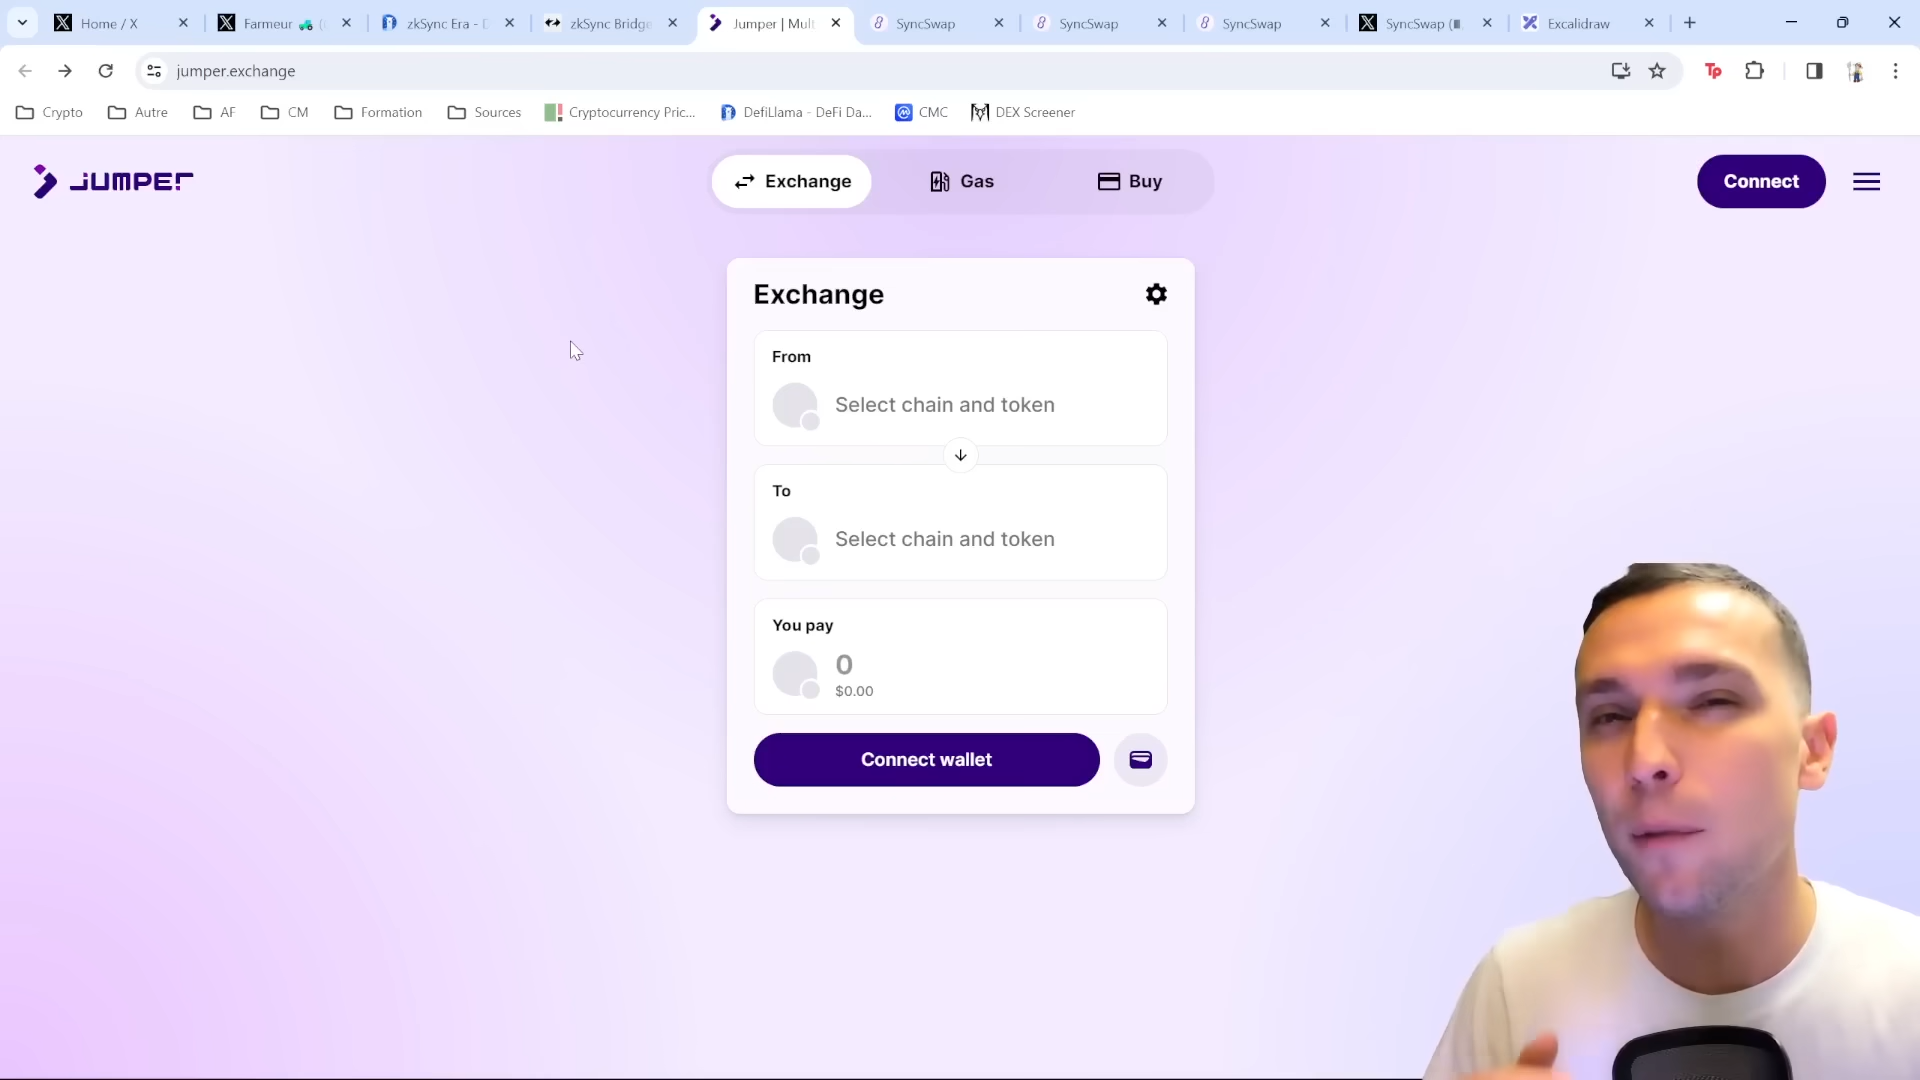 Home / X
Farmeur
zkSync Era - D
zkSync Bridge
Jumper | Mult
SyncSwap
SyncSwap
SyncSwap
SyncSwap
Excalidraw
jumper.exchange
Tp
Crypto
Autre
AF
CM
Formation
Sources
Cryptocurrency Pric...
DefiLlama - DeFi Da...
CMC
DEX Screener
JUMPER
Exchange
Gas
Buy
Connect
Exchange
From
Select chain and token
To
Select chain and token
You pay
0
$0.00
Connect wallet